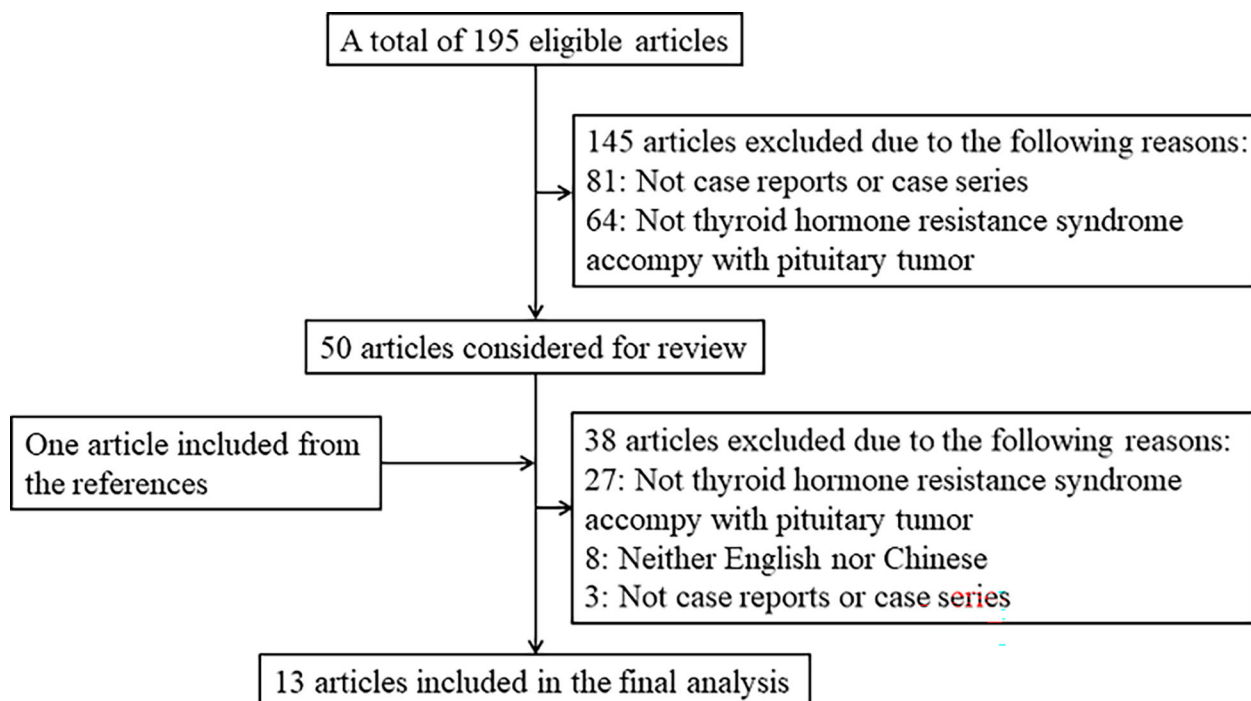 A total of 195 eligible articles
145 articles excluded due to the following reasons:
81: Not case reports or case series
64: Not thyroid hormone resistance syndrome
accompy with pituitary tumor
50 articles considered for review
One article included from
the references
38 articles excluded due to the following reasons:
27: Not thyroid hormone resistance syndrome
accompy with pituitary tumor
8: Neither English nor Chinese
3: Not case reports or case series
13 articles included in the final analysis